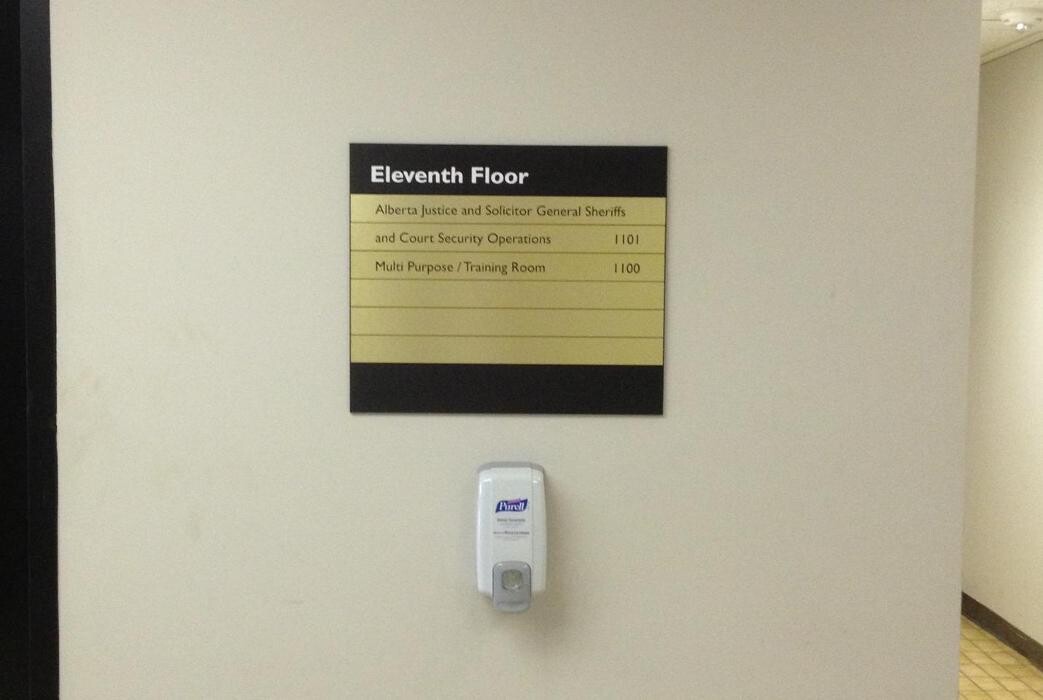 Eleventh Floor
Alberta Justice and Solicitor General Sheriffs
and Court Security Operations 1101
Multi Purpose / Training Room 1100
Purell